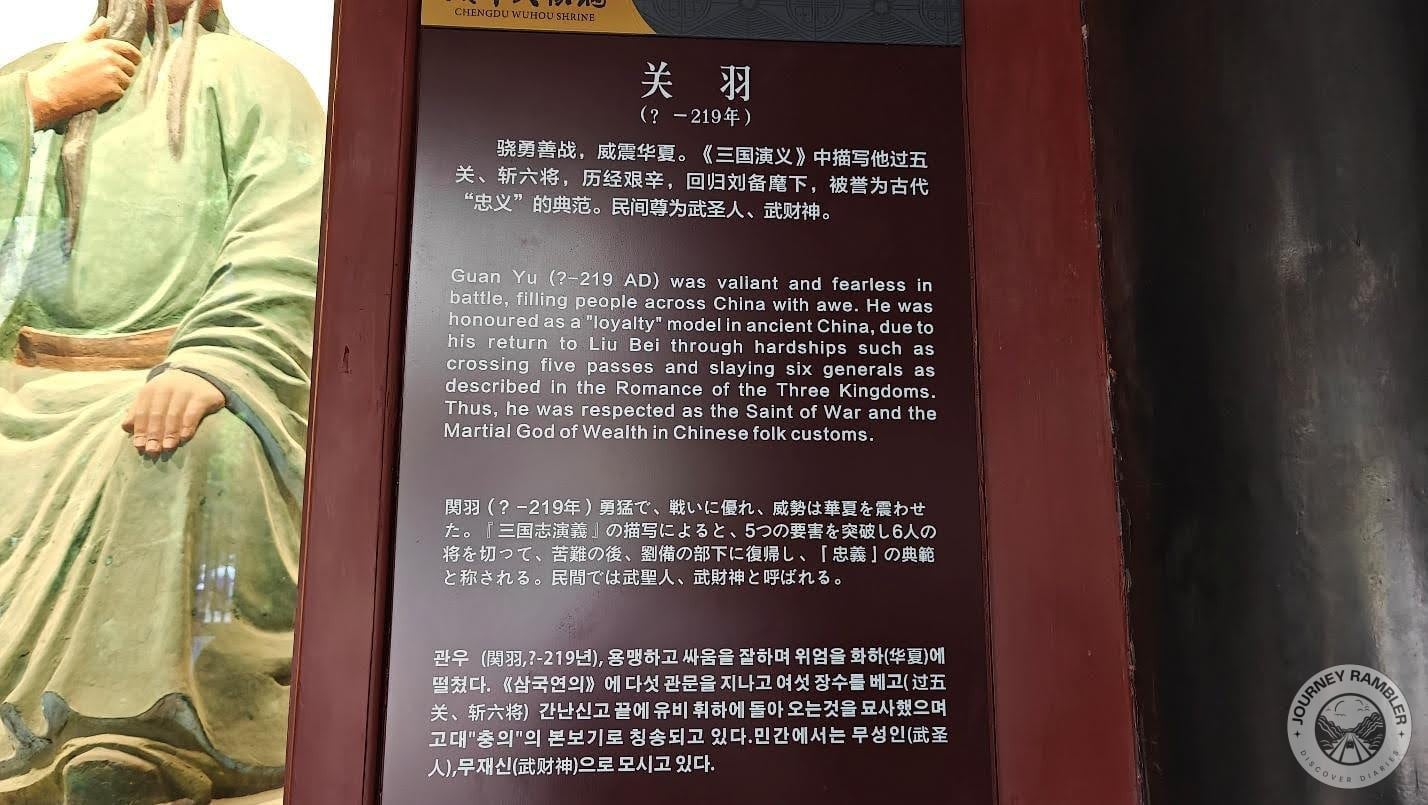 CHENGDU WUHOU SHRINE
关 羽
(? －219年)
骁勇善战，威震华夏。《三国演义》中描写他过五
关、斩六将，历经艰辛，回归刘备麾下，被誉为古代
“忠义”的典范。民间尊为武圣人、武财神。
Guan Yu (?-219 AD) was valiant and fearless in
battle, filling people across China with awe. He was
honoured as a "loyalty" model in ancient China, due to
his return to Liu Bei through hardships such as
crossing five passes and slaying six generals as
described in the Romance of the Three Kingdoms.
Thus, he was respected as the Saint of War and the
Martial God of Wealth in Chinese folk customs.
関羽（？-219年）勇猛で、戦いに優れ、威勢は華夏を震わせ
た。『三国志演義』の描写によると、5つの要害を突破し6人の
将を切って、苦難の後、劉備の部下に復帰し、「忠義」の典範
と称される。民間では武聖人、武財神と呼ばれる。
관우 (関羽,?-219년), 용맹하고 싸움을 잘하며 위엄을 화하(华夏)에
떨쳤다. 《삼국연의》에 다섯 관문을 지나고 여섯 장수를 베고(过五
关、斩六将) 간난신고 끝에 유비 휘하에 돌아 오는것을 묘사했으며
고대"충의"의 본보기로 칭송되고 있다.민간에서는 무성인(武圣
人),무재신(武财神)으로 모시고 있다.
JOURNEY RAMBLER
DISCOVER DIARIES